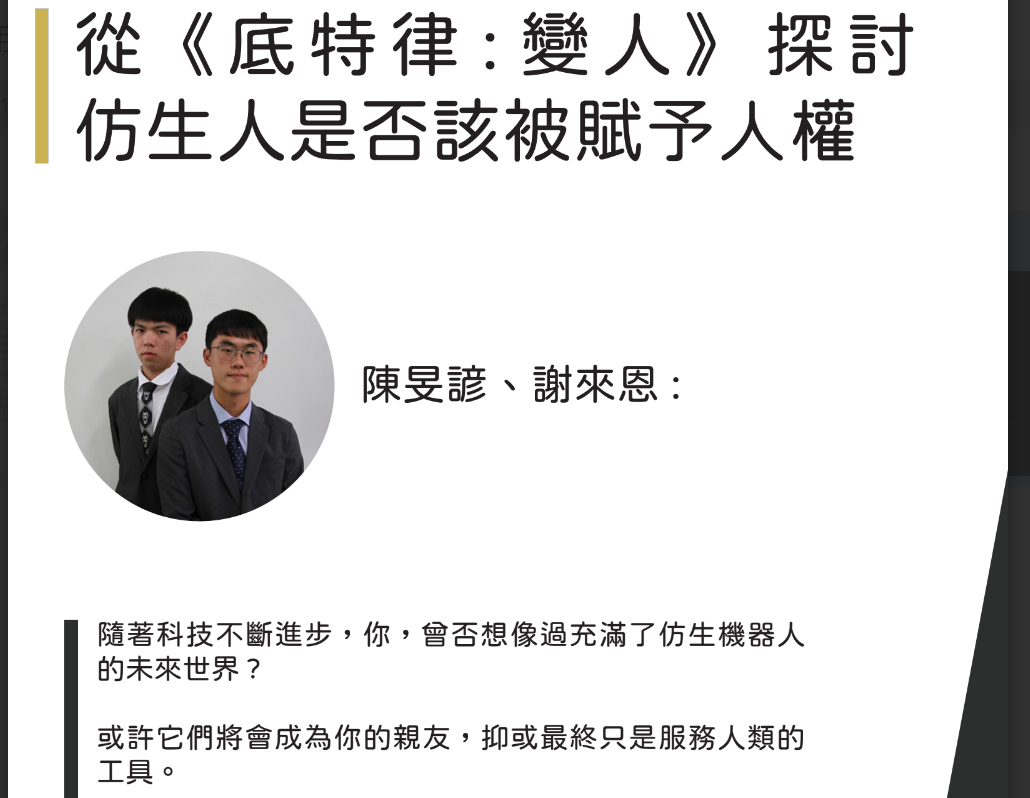 從《底特律：變人》探討
仿生人是否該被賦予人權
陳旻諺、謝來恩：
隨著科技不斷進步，你，曾否想像過充滿了仿生機器人
的未來世界？
或許它們將會成為你的親友，抑或最終只是服務人類的
工具。